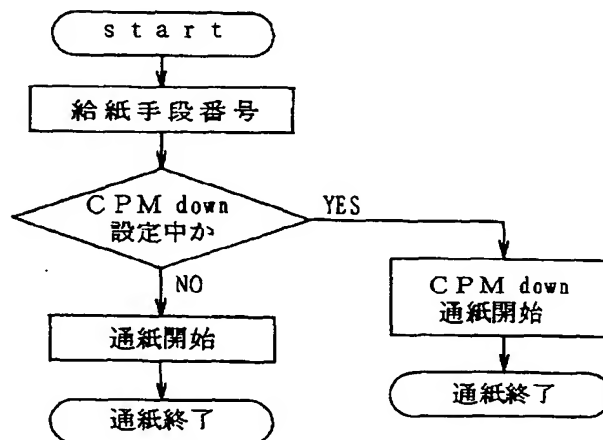 start
給紙手段番号
CPM down
設定中か
YES
NO
CPM down
通紙開始
通紙開始
通紙終了
通紙終了